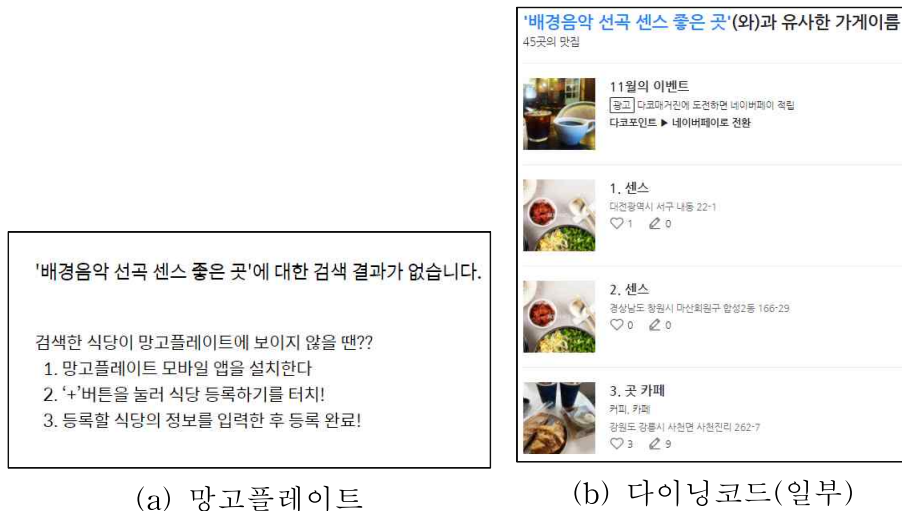 '배경음악 선곡 센스 좋은 곳'에 대한 검색 결과가 없습니다.
검색한 식당이 망고플레이트에 보이지 않을 땐??
1. 망고플레이트 모바일 앱을 설치한다
2. ‘+’버튼을 눌러 식당 등록하기를 터치!
3. 등록할 식당의 정보를 입력한 후 등록 완료!
(a) 망고플레이트
'배경음악 선곡 센스 좋은 곳'(와)과 유사한 가게이름
45곳의 맛집
11월의 이벤트
광고 다코매거진에 도전하면 네이버페이 적립
다코포인트 ▶ 네이버페이로 전환
1. 센스
대전광역시 서구 내동 22-1
1 0
2. 센스
경상남도 창원시 마산회원구 합성2동 166-29
0 0
3. 곳 카페
커피, 카페
강원도 강릉시 사천면 사천진리 262-7
3 9
(b) 다이닝코드(일부)